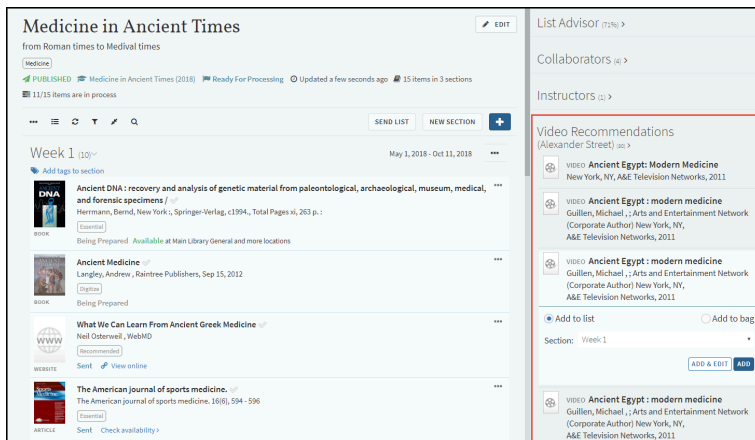 Medicine in Ancient Times
EDIT
from Roman times to Medival times
Medicine
PUBLISHED Medicine in Ancient Times (2018) Ready For Processing Updated a few seconds ago 15 items in 3 sections
11/15 items are in process
SEND LIST NEW SECTION
Week 1 (10) May 1, 2018 - Oct 11, 2018
Add tags to section
Ancient DNA : recovery and analysis of genetic material from paleontological, archaeological, museum, medical,
and forensic specimens /
Herrmann, Bernd, New York :, Springer-Verlag, c1994., Total Pages xi, 263 p. :
Essential
Being Prepared Available at Main Library General and more locations
DNA
BOOK
Ancient Medicine
Langley, Andrew , Raintree Publishers, Sep 15, 2012
Digitize
Being Prepared
BOOK
What We Can Learn From Ancient Greek Medicine
Neil Osterweil , WebMD
Recommended
Sent View online
WWW
WEBSITE
The American journal of sports medicine.
The American journal of sports medicine. 16(6), 594 - 596
Essential
Sent Check availability >
Sports
Medicine
ARTICLE
List Advisor (71%) >
Collaborators (4) >
Instructors (1) >
Video Recommendations
(Alexander Street) (10) >
VIDEO Ancient Egypt: Modern Medicine
New York, NY, A&E Television Networks, 2011
VIDEO Ancient Egypt : modern medicine
Guillen, Michael , ; Arts and Entertainment Network
(Corporate Author) New York, NY,
A&E Television Networks, 2011
VIDEO Ancient Egypt : modern medicine
Guillen, Michael , ; Arts and Entertainment Network
(Corporate Author) New York, NY,
A&E Television Networks, 2011
Add to list Add to bag
Section: Week 1
ADD & EDIT ADD
VIDEO Ancient Egypt : modern medicine
Guillen, Michael , ; Arts and Entertainment Network
(Corporate Author) New York, NY,
A&E Television Networks, 2011